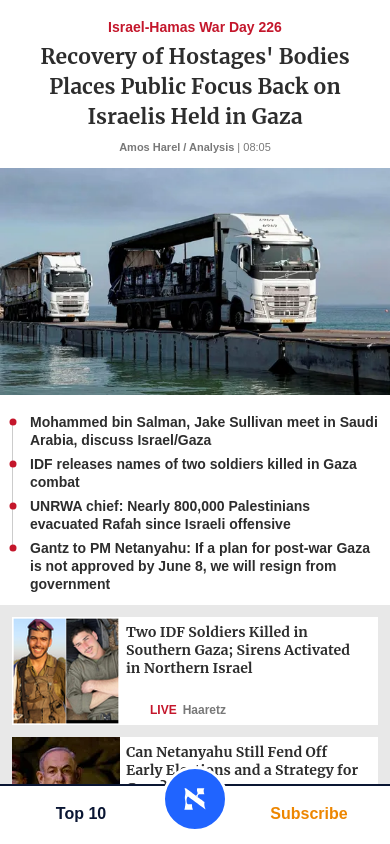 Israel-Hamas War Day 226
Recovery of Hostages' Bodies
Places Public Focus Back on
Israelis Held in Gaza
Amos Harel / Analysis | 08:05
Mohammed bin Salman, Jake Sullivan meet in Saudi
Arabia, discuss Israel/Gaza
IDF releases names of two soldiers killed in Gaza
combat
UNRWA chief: Nearly 800,000 Palestinians
evacuated Rafah since Israeli offensive
Gantz to PM Netanyahu: If a plan for post-war Gaza
is not approved by June 8, we will resign from
government
Two IDF Soldiers Killed in
Southern Gaza; Sirens Activated
in Northern Israel
LIVE Haaretz
Can Netanyahu Still Fend Off
Early Elections and a Strategy for
Top 10
Subscribe